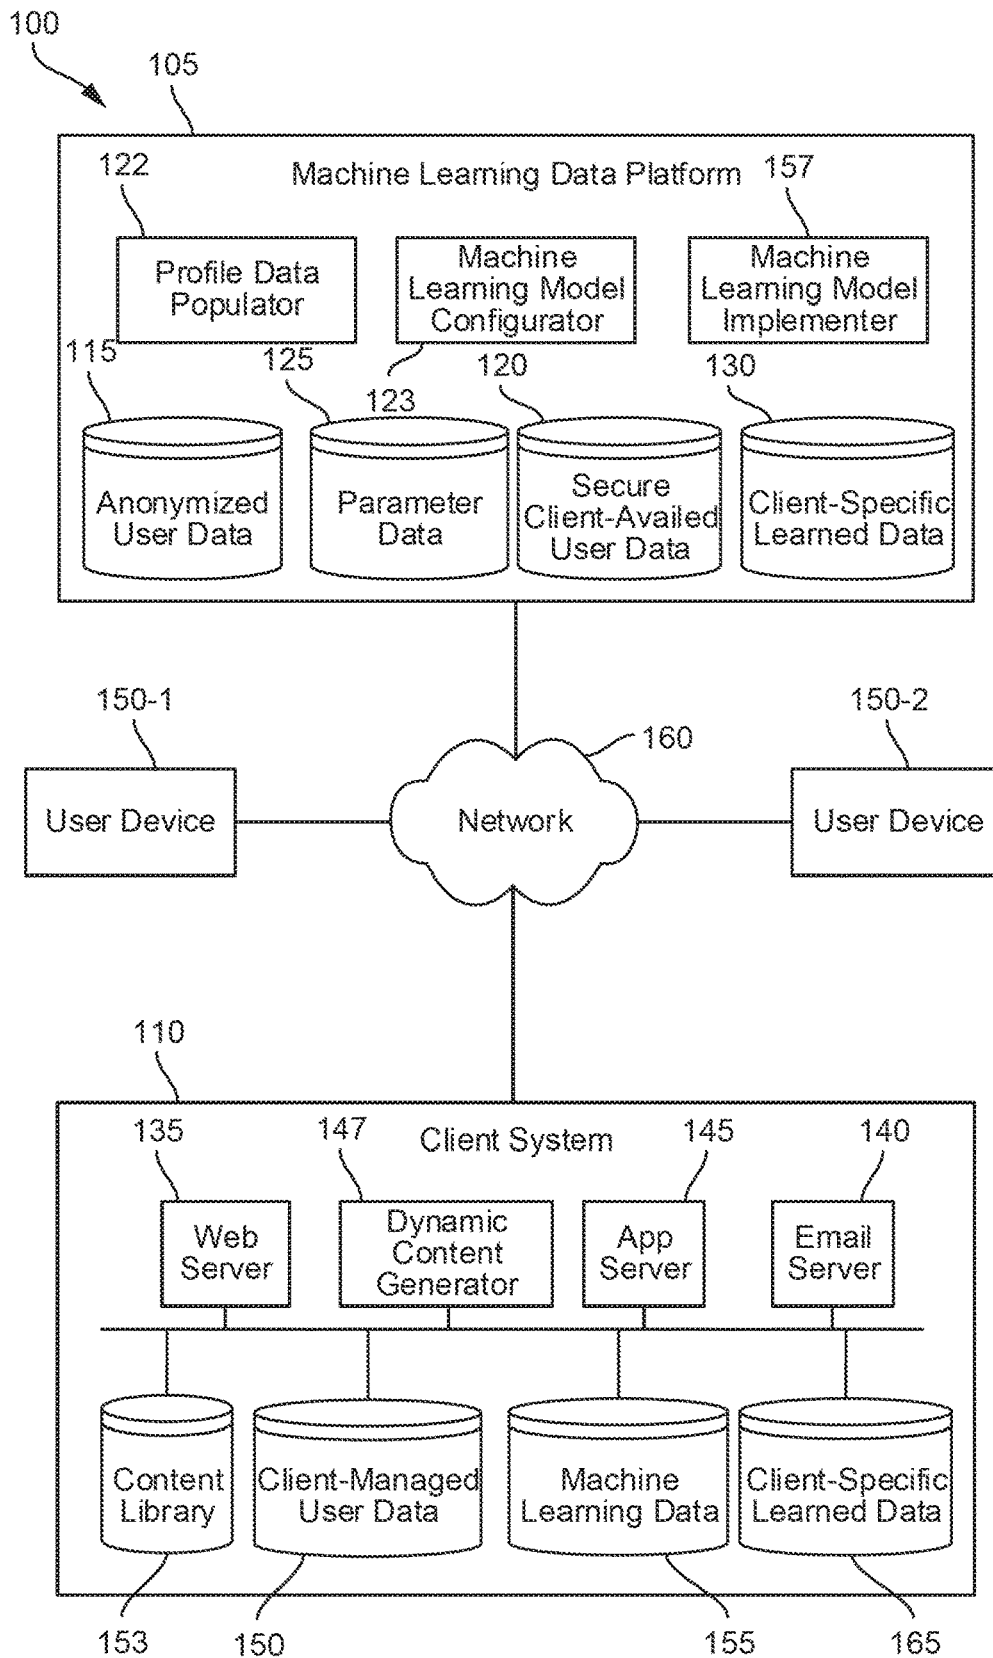 100
105
Machine Learning Data Platform
122
157
Profile Data
Populator
Machine
Learning Model
Configurator
Machine
Learning Model
Implementer
115
125
123
120
130
Anonymized
User Data
Parameter
Data
Secure
Client-Availed
User Data
Client-Specific
Learned Data
150-1
150-2
160
User Device
Network
User Device
110
Client System
135
147
145
140
Web
Server
Dynamic
Content
Generator
App
Server
Email
Server
Content
Library
Client-Managed
User Data
Machine
Learning Data
Client-Specific
Learned Data
153
150
155
165